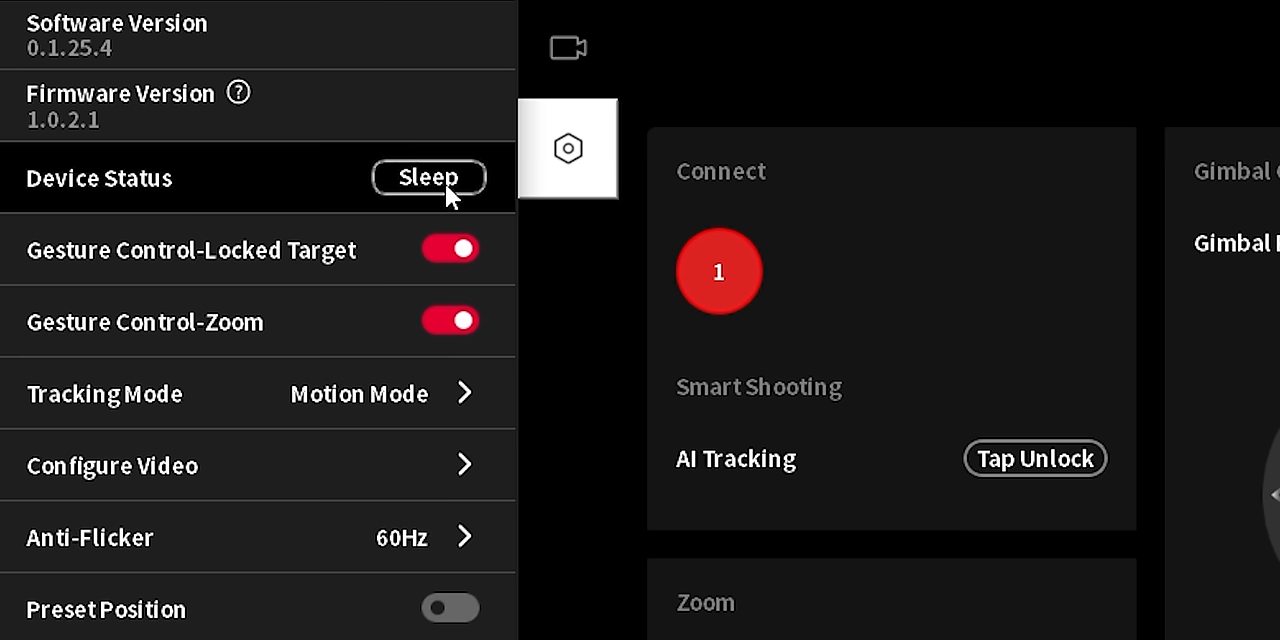 Software Version
0.1.25.4
Firmware Version ?
1.0.2.1
Device Status Sleep
Gesture Control-Locked Target
Gesture Control-Zoom
Tracking Mode Motion Mode
Configure Video
Anti-Flicker 60Hz
Preset Position
Connect
1
Smart Shooting
AI Tracking Tap Unlock
Zoom
Gimbal
Gimbal